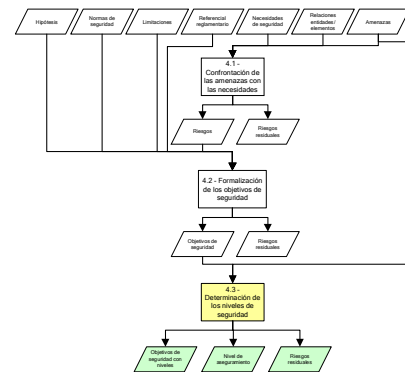 Hipótesis
Normas de
seguridad
Limitaciones
Referencial
reglamentario
Necesidades
de seguridad
Relaciones
entidades/
elementos
Amenazas
4.1 -
Confrontación de
las amenazas con
las necesidades
Riesgos
Riesgos
residuales
4.2 - Formalización
de los objetivos de
seguridad
Objetivos de
seguridad
Riesgos
residuales
4.3 -
Determinación de
los niveles de
seguridad
Objetivos de
seguridad con
niveles
Nivel de
aseguramiento
Riesgos
residuales